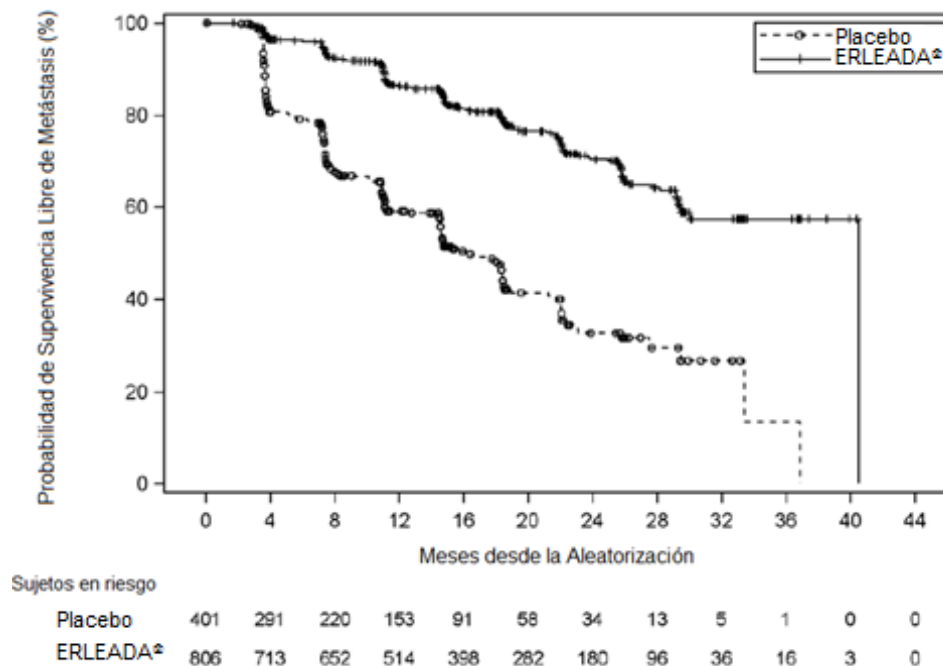 Probabilidad de Supervivencia Libre de Metástasis (%)
100
80
60
40
20
0
Placebo
ERLEADA®
0 4 8 12 16 20 24 28 32 36 40 44
Meses desde la Aleatorización
Sujetos en riesgo
Placebo 401 291 220 153 91 58 34 13 5 1 0 0
ERLEADA® 806 713 652 514 398 282 180 96 36 16 3 0